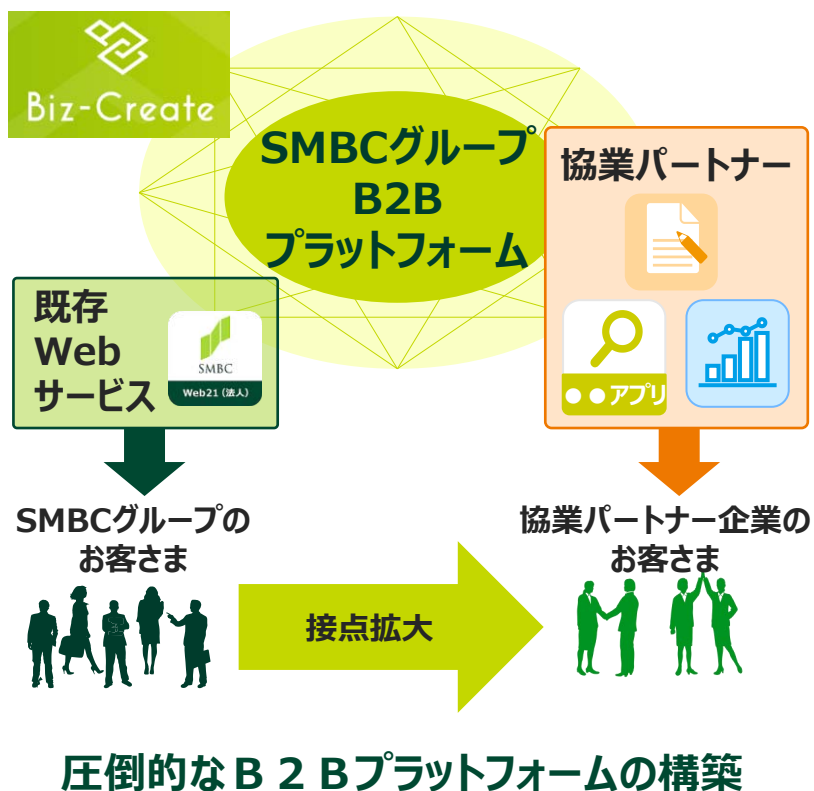 Biz-Create
SMBCグループ
B2B
プラットフォーム
協業パートナー
既存
Web
サービス
SMBC
Web21（法人）
●●アプリ
SMBCグループの
お客さま
協業パートナー企業の
お客さま
接点拡大
圧倒的なB２Bプラットフォームの構築